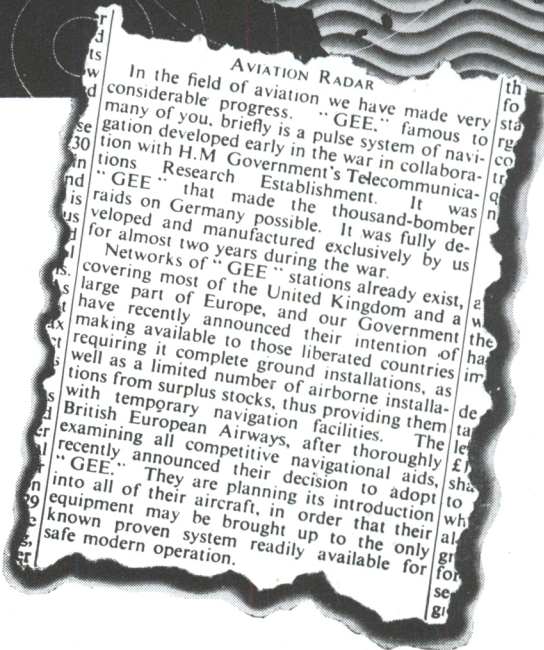 AVIATION RADAR
In the field of aviation we have made very
considerable progress. "GEE," famous to
many of you, briefly is a pulse system of navi-
gation developed early in the war in collabora-
tion with H.M Government's Telecommunica-
tions Research Establishment. It was
"GEE" that made the thousand-bomber
raids on Germany possible. It was fully de-
veloped and manufactured exclusively by us
for almost two years during the war.
Networks of "GEE" stations already exist,
covering most of the United Kingdom and a
large part of Europe, and our Government
have recently announced their intention of
making available to those liberated countries
requiring it complete ground installations, as
well as a limited number of airborne installa-
tions from surplus stocks, thus providing them
with temporary navigation facilities. The
British European Airways, after thoroughly
examining all competitive navigational aids,
recently announced their decision to adopt
"GEE." They are planning its introduction
into all of their aircraft, in order that their
equipment may be brought up to the only
known proven system readily available for
safe modern operation.